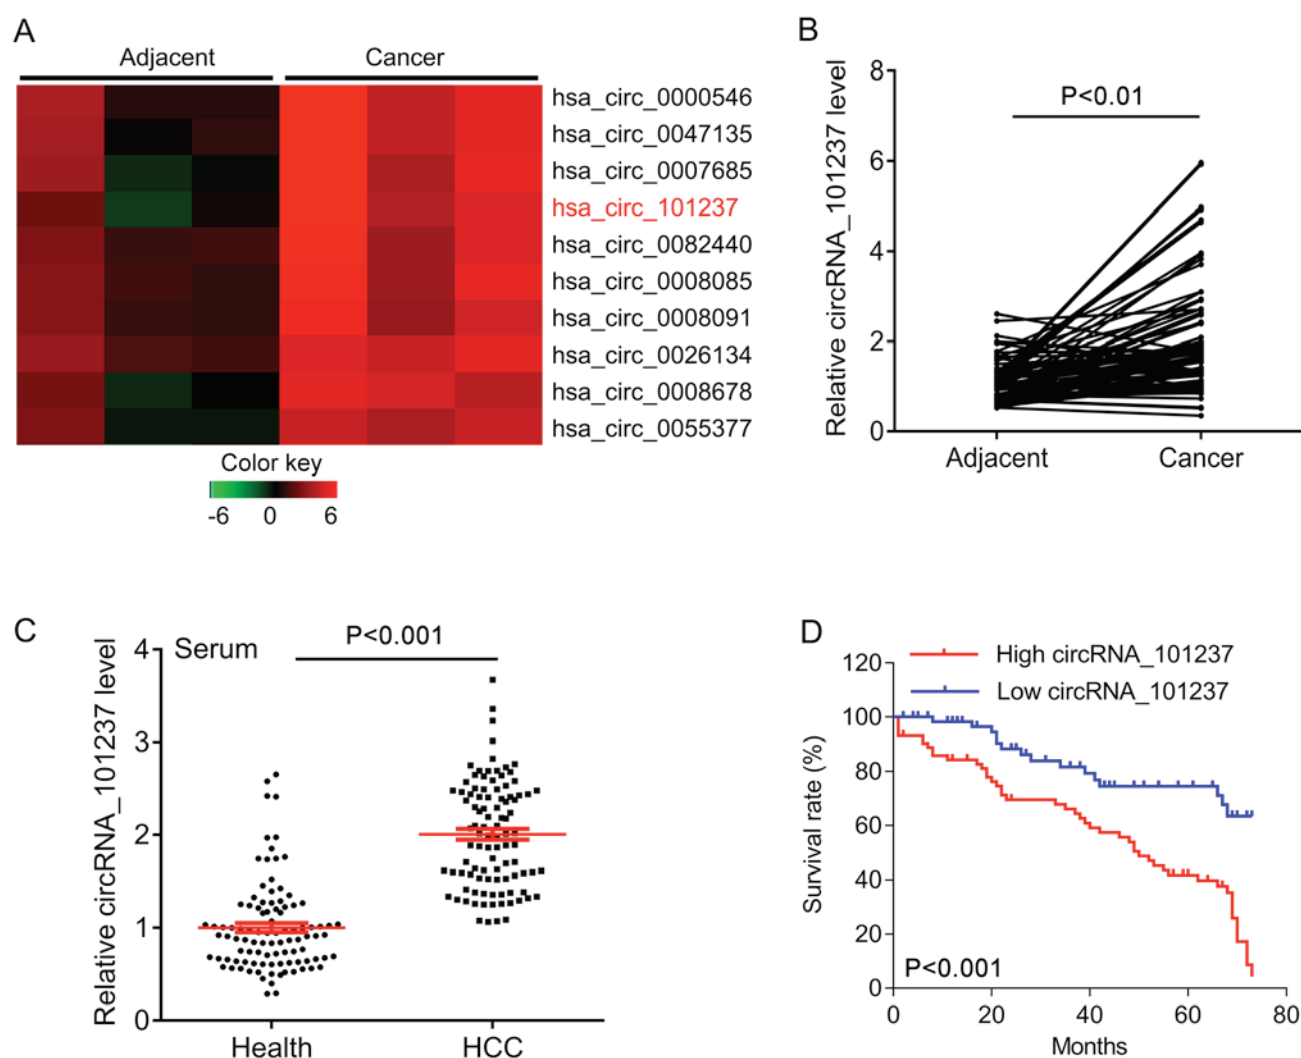 A
Adjacent
Cancer
hsa_circ_0000546
hsa_circ_0047135
hsa_circ_0007685
hsa_circ_101237
hsa_circ_0082440
hsa_circ_0008085
hsa_circ_0008091
hsa_circ_0026134
hsa_circ_0008678
hsa_circ_0055377
Color key
-6 0 6
B
Relative circRNA_101237 level
8
6
4
2
0
P<0.01
Adjacent Cancer
C
Relative circRNA_101237 level
4
3
2
1
0
Serum
P<0.001
Health HCC
D
High circRNA_101237
Low circRNA_101237
Survival rate (%)
120
100
80
60
40
20
0
P<0.001
0 20 40 60 80
Months